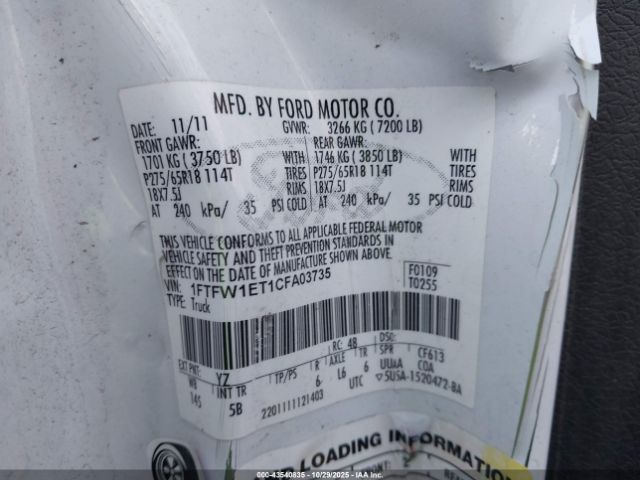 MFD. BY FORD MOTOR CO.
DATE: 11/11 GVWR: 3266 KG ( 7200 LB)
FRONT GAWR: REAR GAWR:
1701 KG ( 3750 LB) WITH 1746 KG ( 3850 LB) WITH
P275/65R18 114T TIRES P275/65R18 114T TIRES
18X7.5J RIMS 18X7.5J RIMS
AT 240 kPa/ 35 PSI COLD AT 240 kPa/ 35 PSI COLD
THIS VEHICLE CONFORMS TO ALL APPLICABLE FEDERAL MOTOR
VEHICLE SAFETY AND THEFT PREVENTION STANDARDS IN
EFFECT ON THE DATE OF MANUFACTURE SHOWN ABOVE.
VIN: 1FTFW1ET1CFA03735 F0109
TYPE: Truck T0255
EXT PNT: YZ RC: 48 DSO:
WB INT TR TP/PS R AXLE TR SPR CF613
145 5B 6 L6 6 UUAA COA
2201111121403 UTC 5USA-1520472-BA
LOADING INFORMATION
43540835 • 10/29/2025 • IAA Holdings, LLC